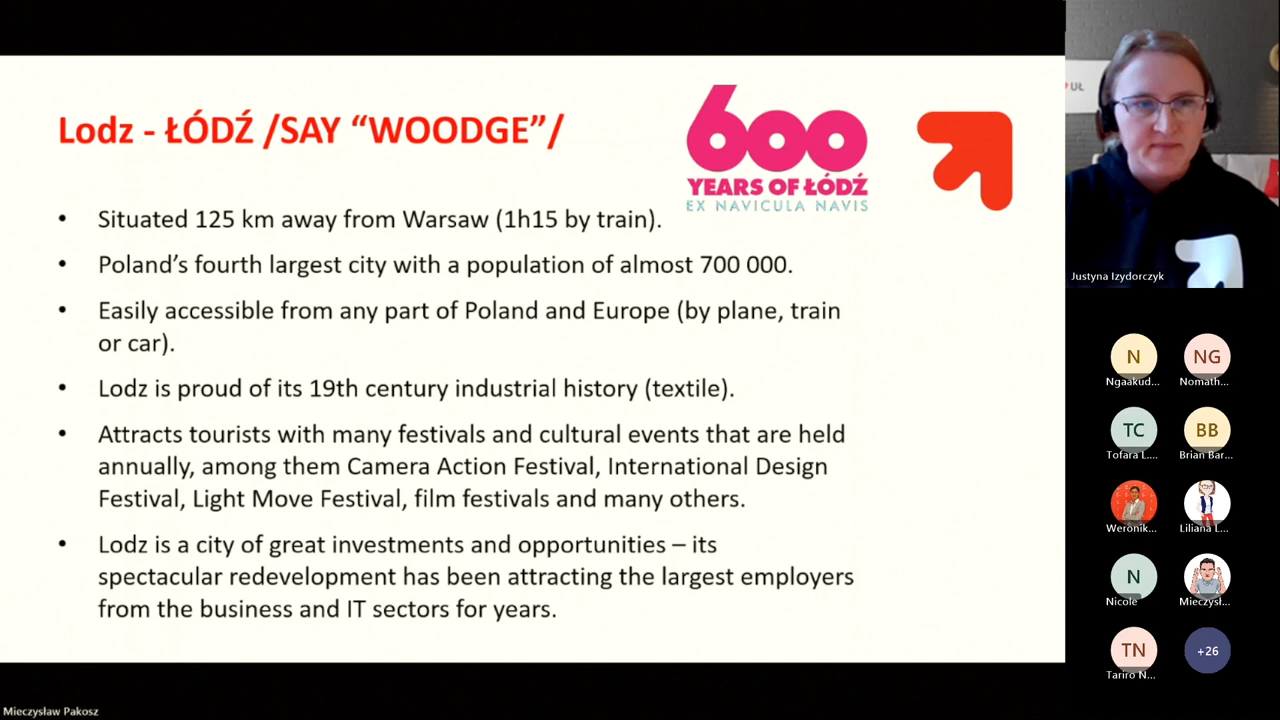 Lodz - ŁÓDŹ /SAY “WOODGE”/
600
YEARS OF ŁÓDŹ
EX NAVICULA NAVIS
• Situated 125 km away from Warsaw (1h15 by train).
• Poland’s fourth largest city with a population of almost 700 000.
• Easily accessible from any part of Poland and Europe (by plane, train
or car).
• Lodz is proud of its 19th century industrial history (textile).
• Attracts tourists with many festivals and cultural events that are held
annually, among them Camera Action Festival, International Design
Festival, Light Move Festival, film festivals and many others.
• Lodz is a city of great investments and opportunities – its
spectacular redevelopment has been attracting the largest employers
from the business and IT sectors for years.
Mieczysław Pakosz
UŁ
Justyna Izydorczyk
N NG
Ngaakud... Nomath...
TC BB
Tofara L.... Brian Bar...
Weronik... Liliana L...
N
Nicole Mieczysł...
TN +26
Tariro N...